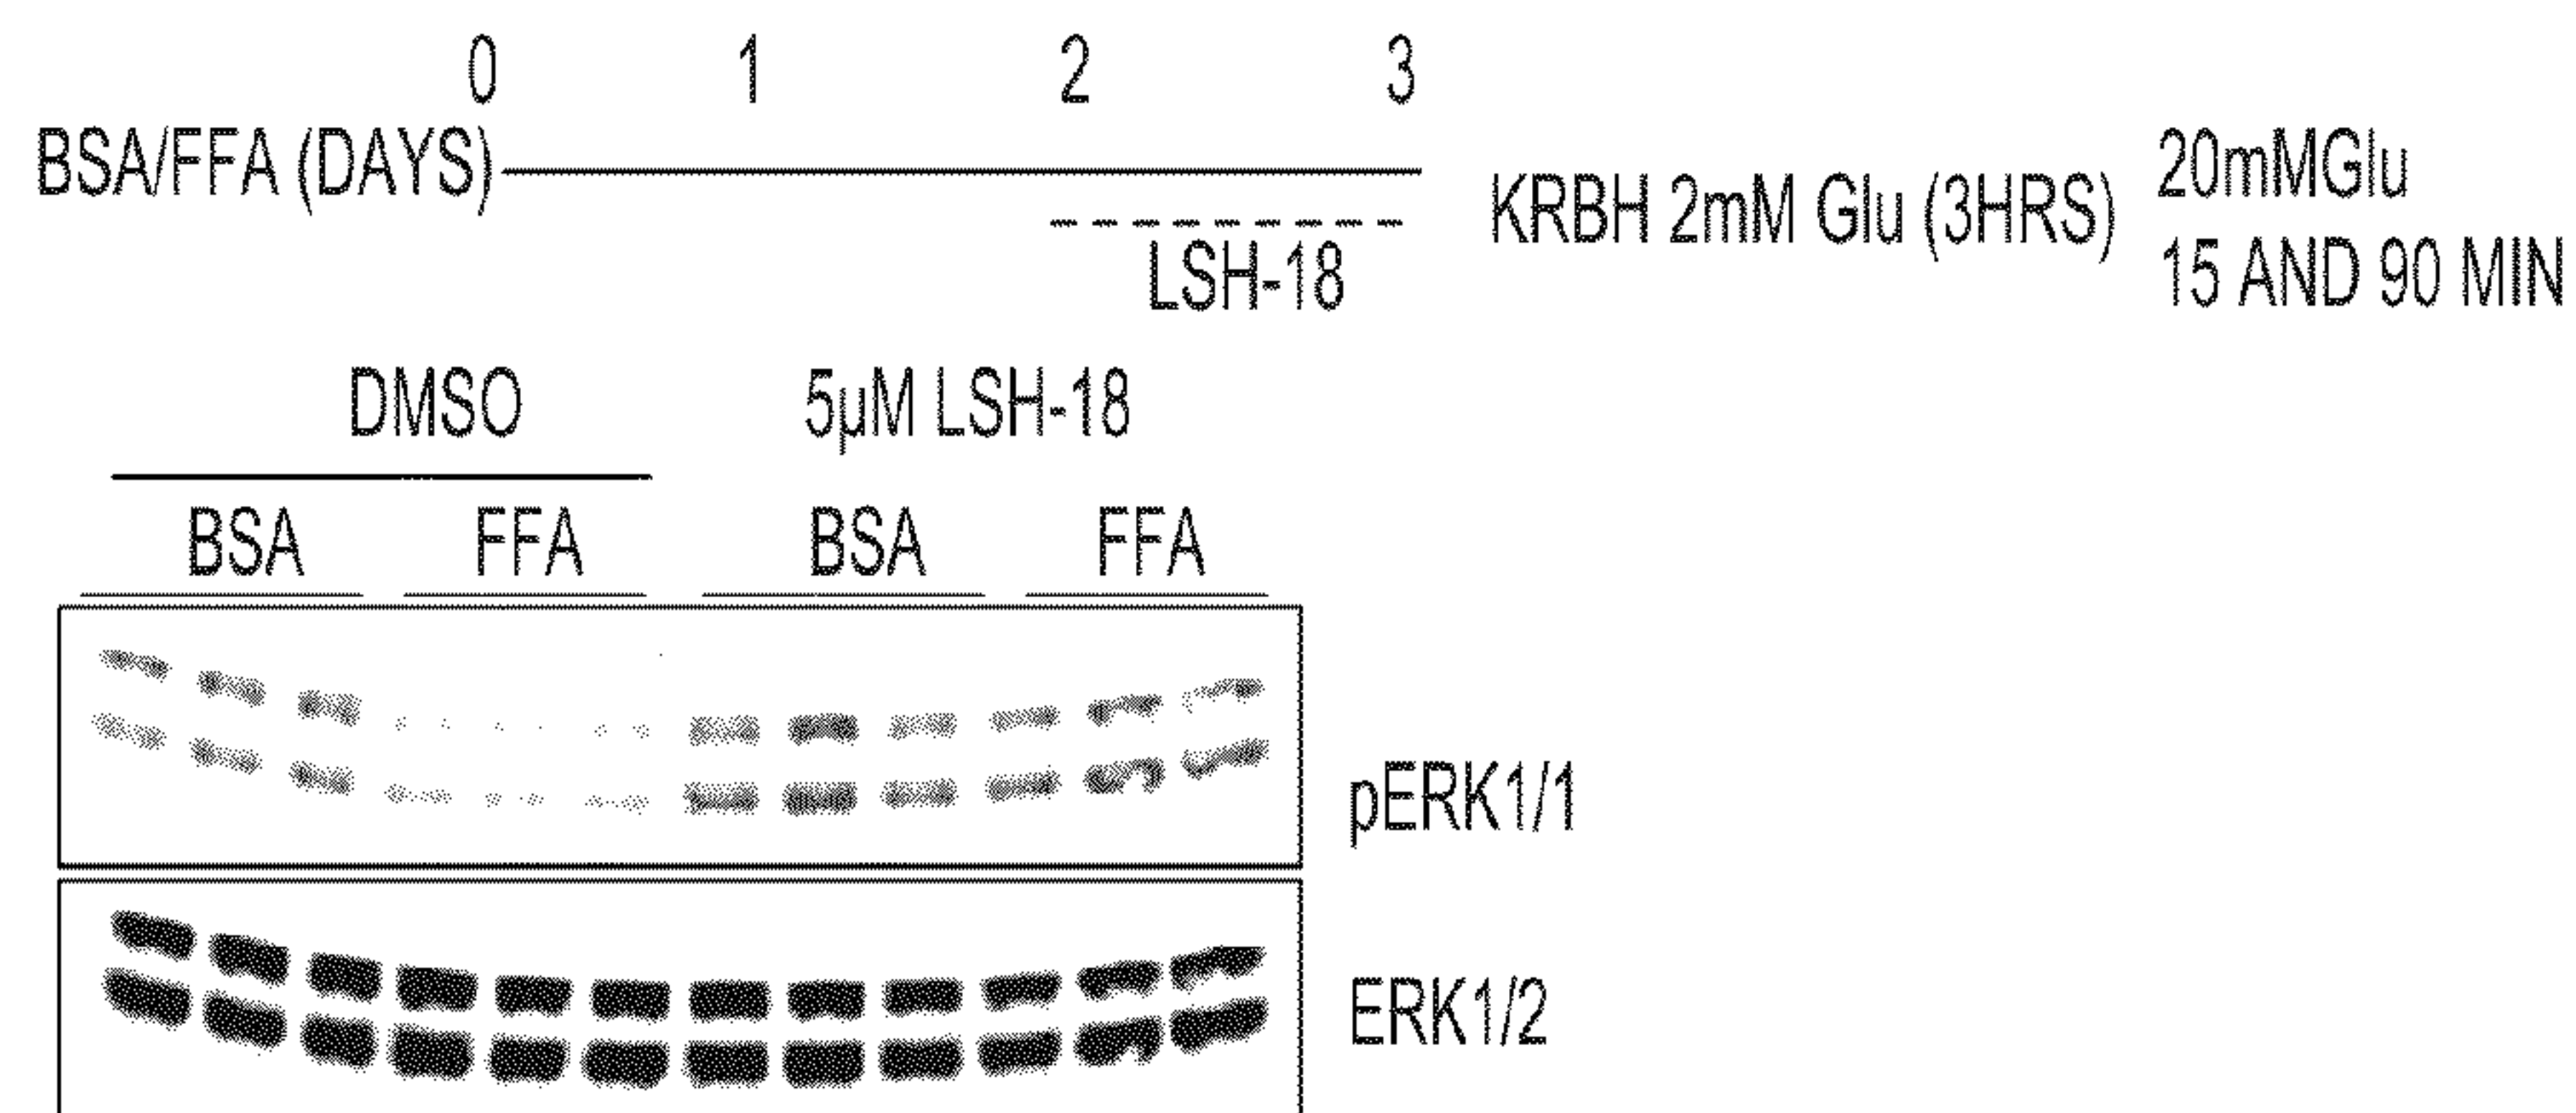 0 1 2 3
BSA/FFA (DAYS)
LSH-18
KRBH 2mM Glu (3HRS)
20mMGlu
15 AND 90 MIN
DMSO 5µM LSH-18
BSA FFA BSA FFA
pERK1/1
ERK1/2